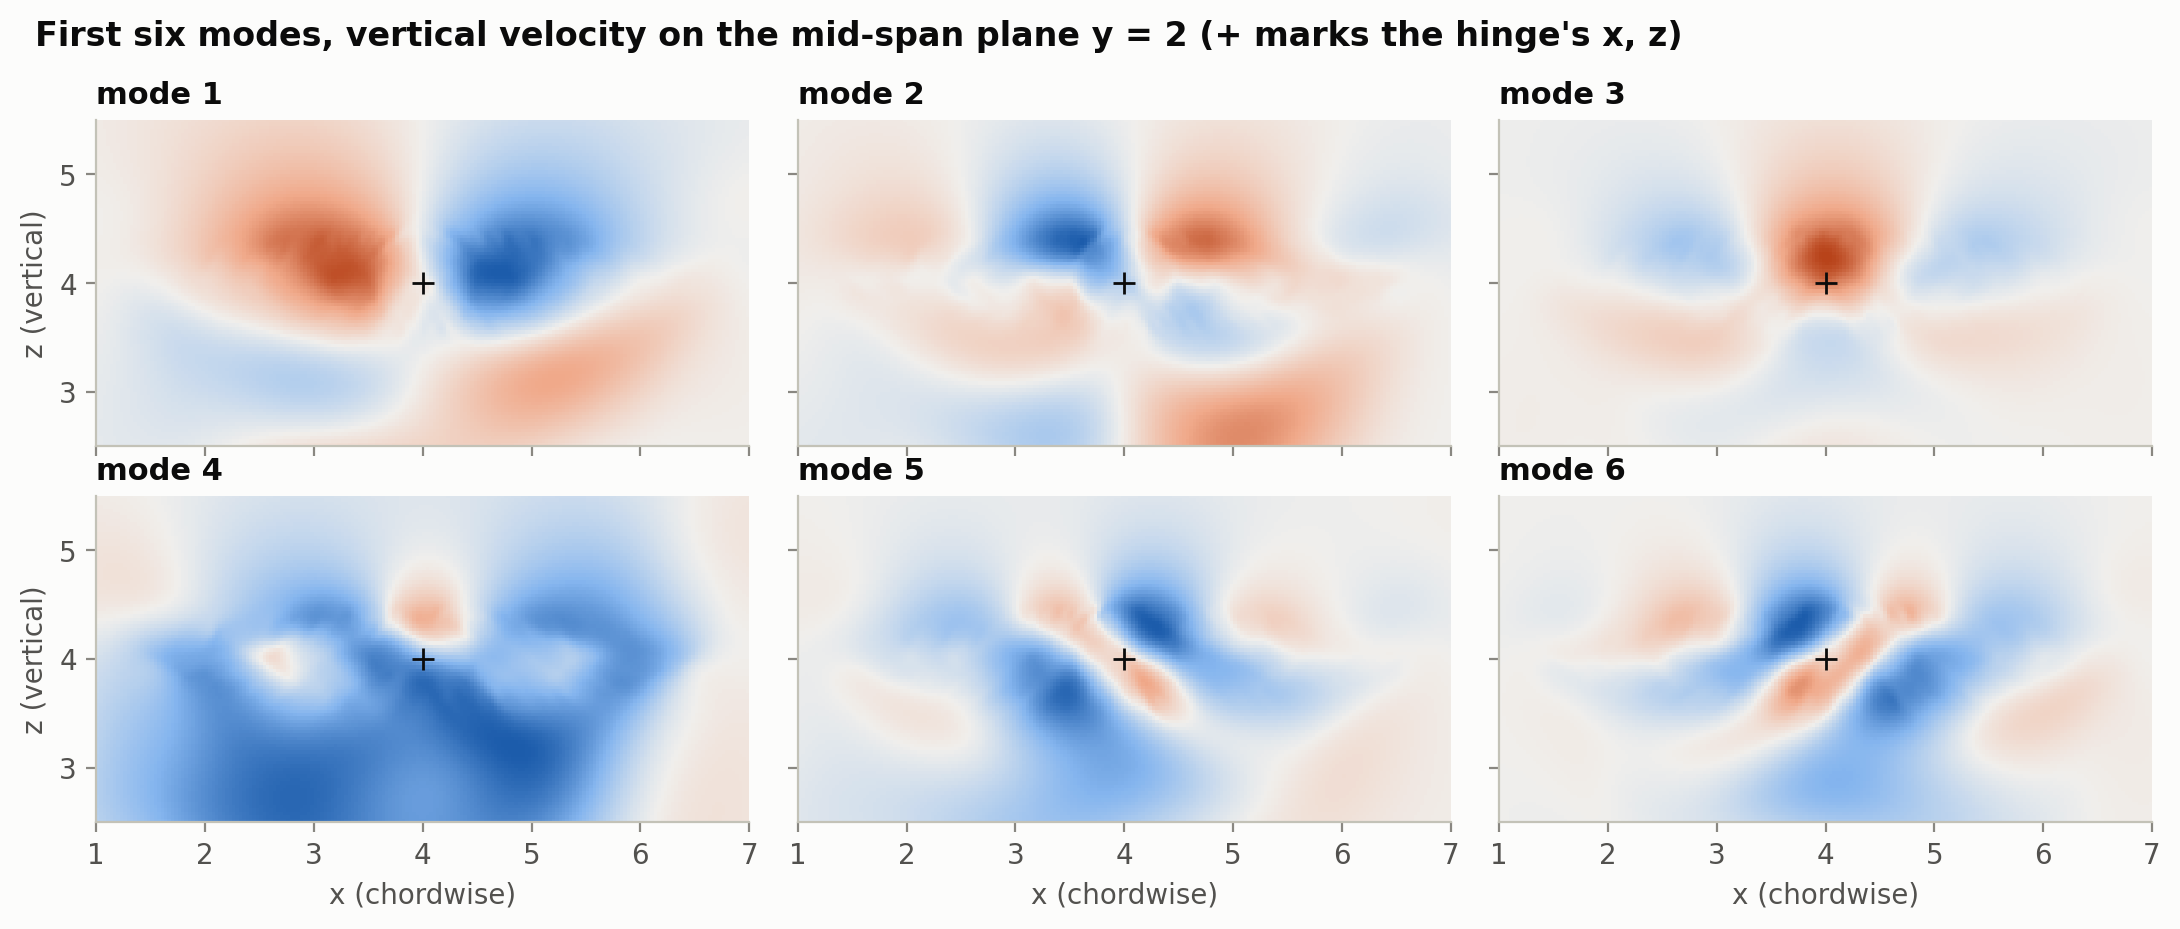 First six modes, vertical velocity on the mid-span plane y = 2 (+ marks the hinge's x, z)
mode 1
mode 2
mode 3
z (vertical)
5
4
3
mode 4
mode 5
mode 6
z (vertical)
5
4
3
1 2 3 4 5 6 7
1 2 3 4 5 6 7
1 2 3 4 5 6 7
x (chordwise)
x (chordwise)
x (chordwise)